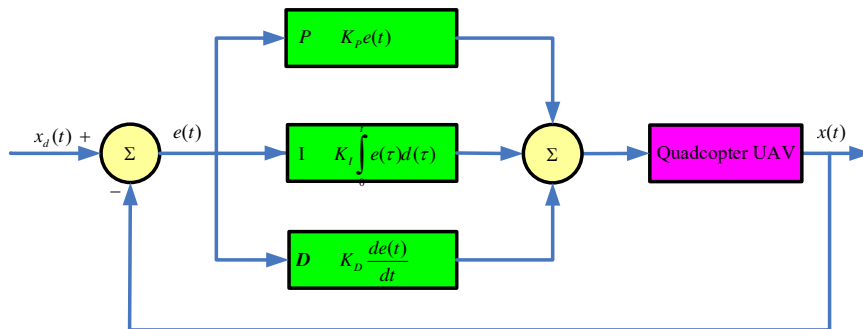 P K_P e(t)
x_d(t) +
Σ
−
e(t)
I K_I ∫_0^t e(τ)d(τ)
Σ
Quadcopter UAV
x(t)
D K_D de(t)/dt